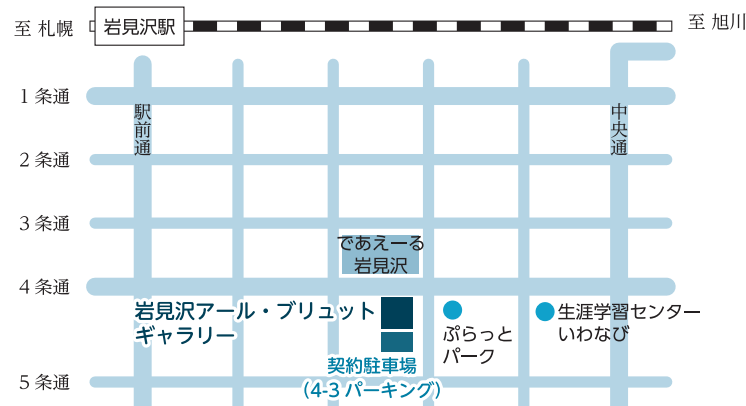 至 札幌
岩見沢駅
至 旭川
1条通
駅前通
中央通
2条通
3条通
であえーる
岩見沢
4条通
岩見沢アール・ブリュット
ギャラリー
ぷらっと
パーク
生涯学習センター
いわなび
契約駐車場
（4-3 パーキング）
5条通